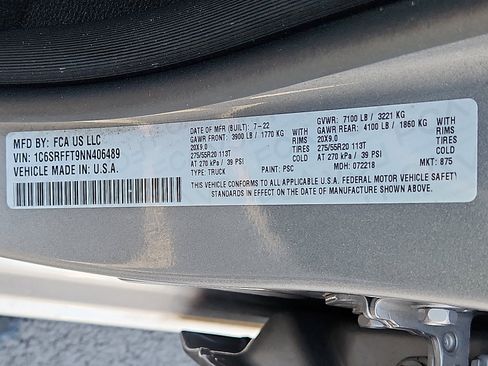 MFD BY: FCA US LLC
VIN: 1C6SRFFT9NN406489
VEHICLE MADE IN U.S.A.
DATE OF MFR (BUILT): 7-22
GAWR FRONT: 3900 LB / 1770 KG
20X9.0 RIMS
275/55R20 113T TIRES
AT 270 kPa / 39 PSI COLD
TYPE: TRUCK PAINT: PSC
GVWR: 7100 LB / 3221 KG
GAWR REAR: 4100 LB / 1860 KG
20X9.0 RIMS
275/55R20 113T TIRES
AT 270 kPa / 39 PSI COLD
MDH: 072218 MKT: 875
THIS VEHICLE CONFORMS TO ALL APPLICABLE U.S.A. FEDERAL MOTOR VEHICLE SAFETY
STANDARDS IN EFFECT ON THE DATE OF MANUFACTURE SHOWN ABOVE.